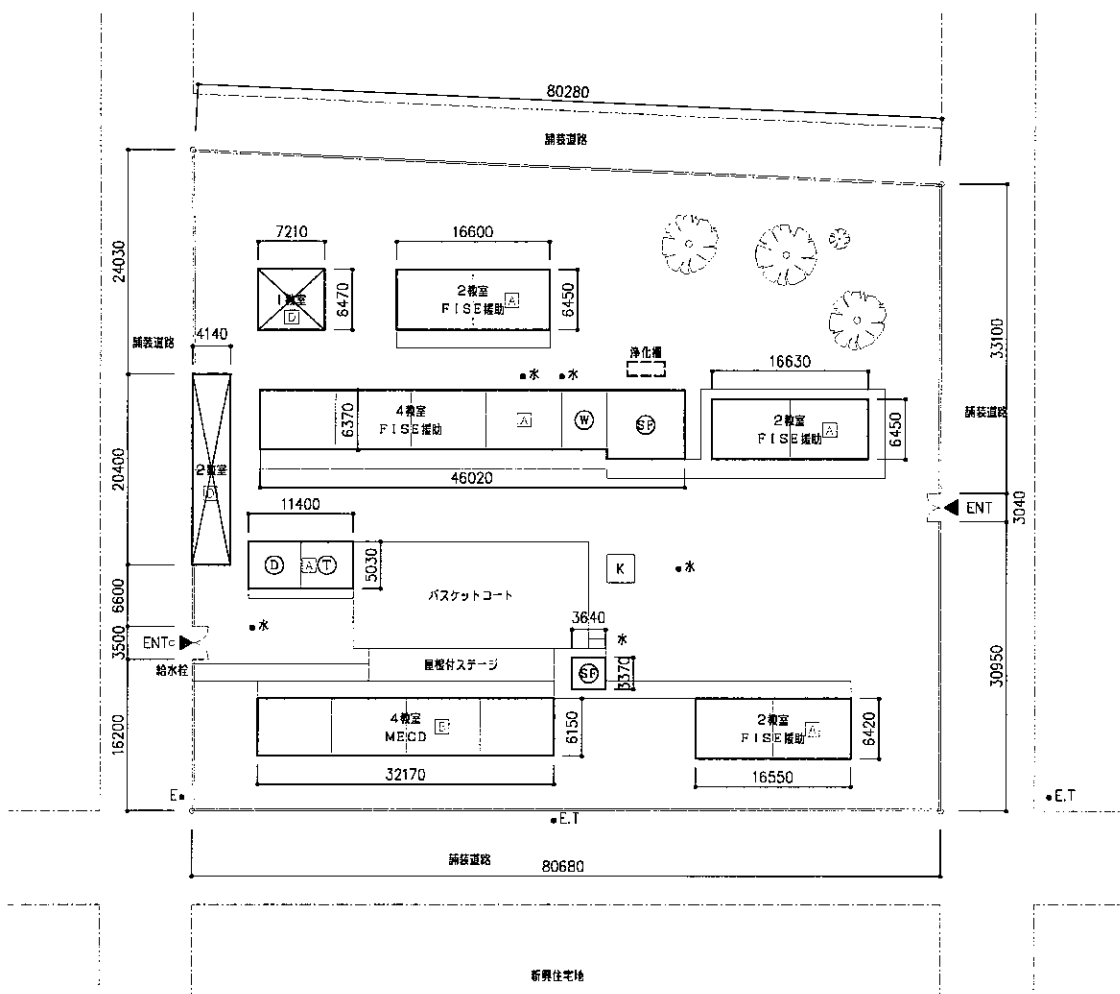 80280
舗装道路
7210
16600
24030
1教室
D
6470
2教室
FISE援助 A
6450
33100
舗装道路
4140
浄化槽
水
水
16630
舗装道路
4教室
FISE援助
A
W
SF
6370
2教室
FISE援助 A
6450
20400
2教室
D
46020
11400
ENT
3040
D
A
T
5030
K
水
バスケットコート
6600
3640
水
水
ENT
3500
給水栓
屋根付ステージ
SF
3370
30950
16200
4教室
MECD
B
6150
2教室
FISE援助 A
6420
32170
16550
E
E.T
E.T
舗装道路
80680
新興住宅地